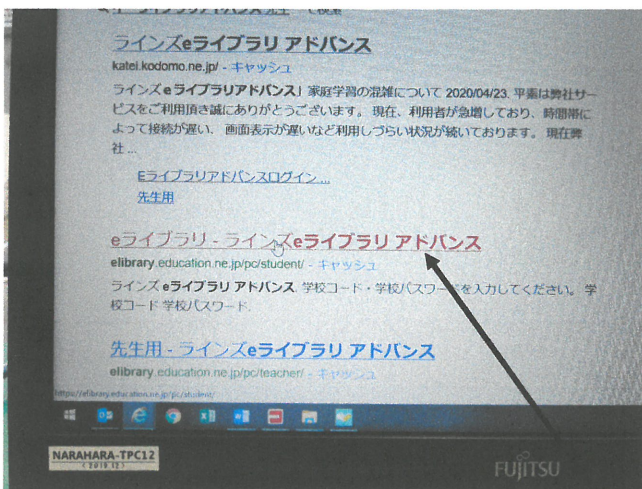 ラインズeライブラリ アドバンス
katei.kodomo.ne.jp/ - キャッシュ
ラインズeライブラリアドバンス! 家庭学習の混雑について 2020/04/23. 平素は弊社サー
ビスをご利用頂き誠にありがとうございます。 現在、利用者が急増しており、時間帯に
よって接続が遅い、 画面表示が遅いなど利用しづらい状況が続いております。 現在弊
社 ...
Eライブラリアドバンスログイン ...
先生用
eライブラリ - ラインズeライブラリ アドバンス
elibrary.education.ne.jp/pc/student/ - キャッシュ
ラインズ eライブラリ アドバンス. 学校コード・学校パスワードを入力してください。 学
校コード 学校パスワード.
先生用 - ラインズeライブラリ アドバンス
elibrary.education.ne.jp/pc/teacher/ - キャッシュ
https://elibrary.education.ne.jp/pc/student/
NARAHARA-TPC12
(2019.12)
FUJITSU